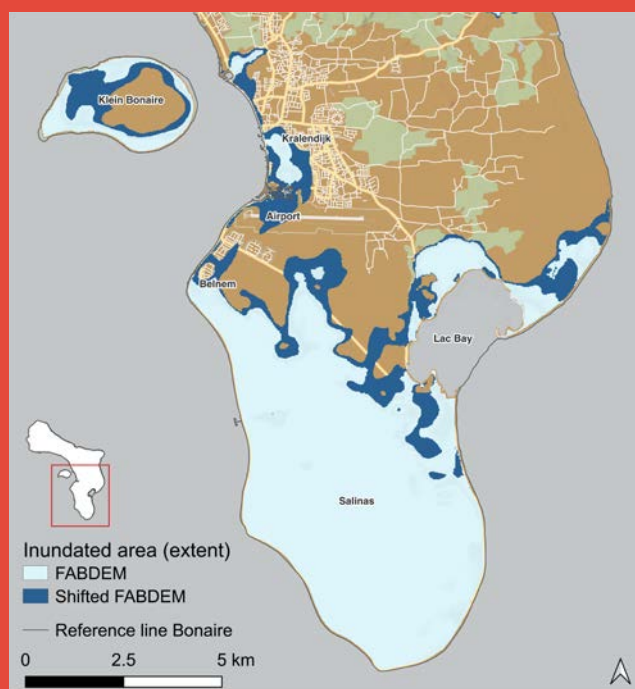 Klein Bonaire
Kralendijk
Airport
Belnem
Lac Bay
Salinas
Inundated area (extent)
FABDEM
Shifted FABDEM
Reference line Bonaire
0 2.5 5 km